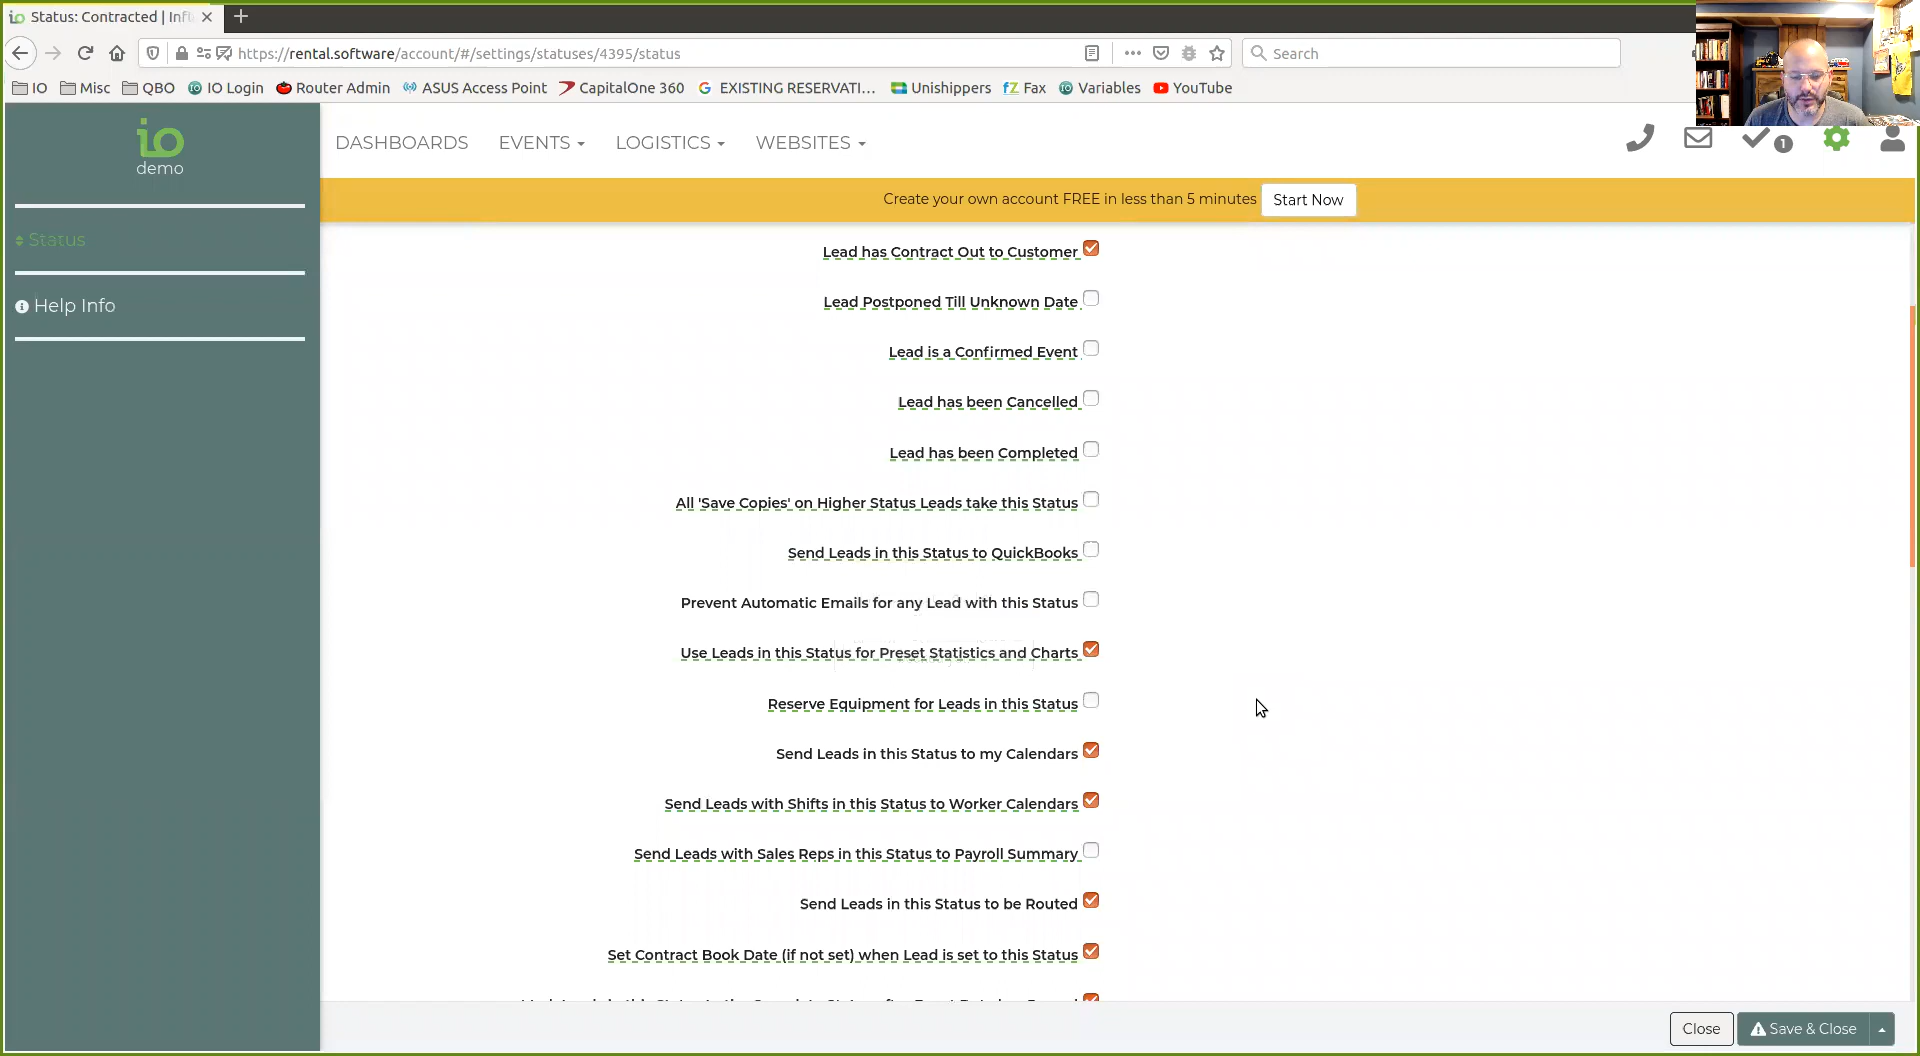 Status: Contracted | Infl
https://rental.software/account/#/settings/statuses/4395/status
Search
IO
Misc
QBO
IO Login
Router Admin
ASUS Access Point
CapitalOne 360
EXISTING RESERVATI...
Unishippers
Fax
Variables
YouTube
io
demo
DASHBOARDS
EVENTS
LOGISTICS
WEBSITES
1
Create your own account FREE in less than 5 minutes
Start Now
Status
Help Info
Lead has Contract Out to Customer
Lead Postponed Till Unknown Date
Lead is a Confirmed Event
Lead has been Cancelled
Lead has been Completed
All 'Save Copies' on Higher Status Leads take this Status
Send Leads in this Status to QuickBooks
Prevent Automatic Emails for any Lead with this Status
Use Leads in this Status for Preset Statistics and Charts
Reserve Equipment for Leads in this Status
Send Leads in this Status to my Calendars
Send Leads with Shifts in this Status to Worker Calendars
Send Leads with Sales Reps in this Status to Payroll Summary
Send Leads in this Status to be Routed
Set Contract Book Date (if not set) when Lead is set to this Status
Close
Save & Close